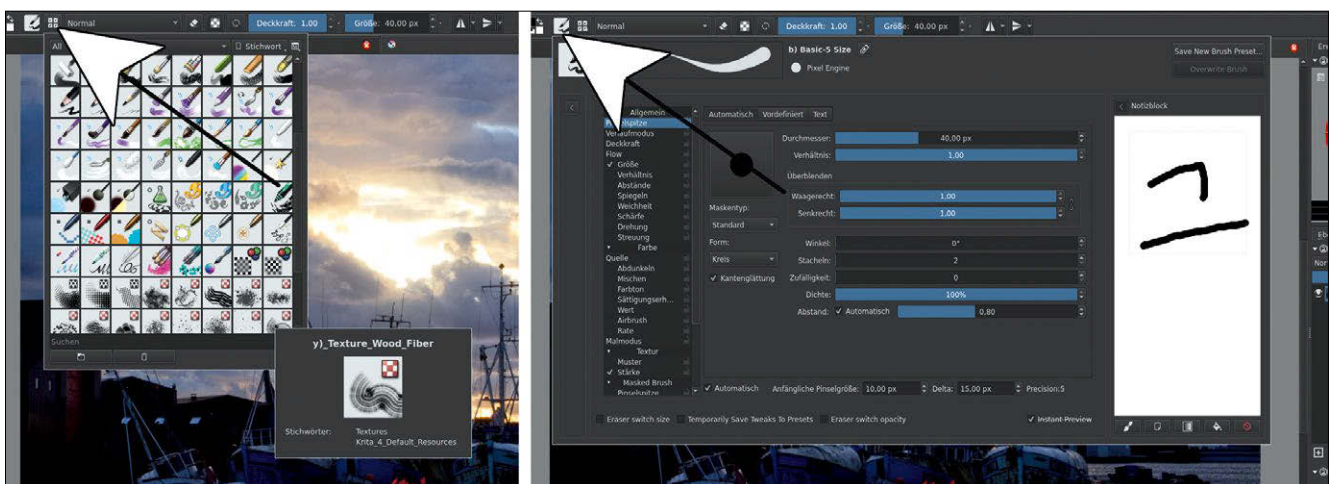 Normal
Deckkraft: 1.00
Größe: 40.00 px
All
Stichwort
Suchen
y)_Texture_Wood_Fiber
Stichwörter: Textures
Krita_4_Default_Resources
Normal
Deckkraft: 1.00
Größe: 40.00 px
b) Basic-5 Size
Pixel Engine
Save New Brush Preset...
Overwrite Brush
Allgemein
Verlaufmodus
Deckkraft
Flow
Größe
Verhältnis
Abstände
Spiegeln
Weichheit
Schärfe
Drehung
Streuung
Farbe
Quelle
Abdunkeln
Mischen
Farbton
Sättigungserh...
Wert
Airbrush
Rate
Malmodus
Textur
Muster
Stärke
Masked Brush
Pinselspitze
Automatisch Vordefiniert Text
Durchmesser: 40,00 px
Verhältnis: 1,00
Überblenden
Waagerecht: 1,00
Senkrecht: 1,00
Maskentyp:
Standard
Form:
Kreis
Kantenglättung
Winkel: 0°
Stacheln: 2
Zufälligkeit: 0
Dichte: 100%
Abstand: Automatisch 0,80
Automatisch Anfängliche Pinselgröße: 10,00 px Delta: 15,00 px Precision:5
Eraser switch size Temporarily Save Tweaks To Presets Eraser switch opacity Instant Preview
Notizblock